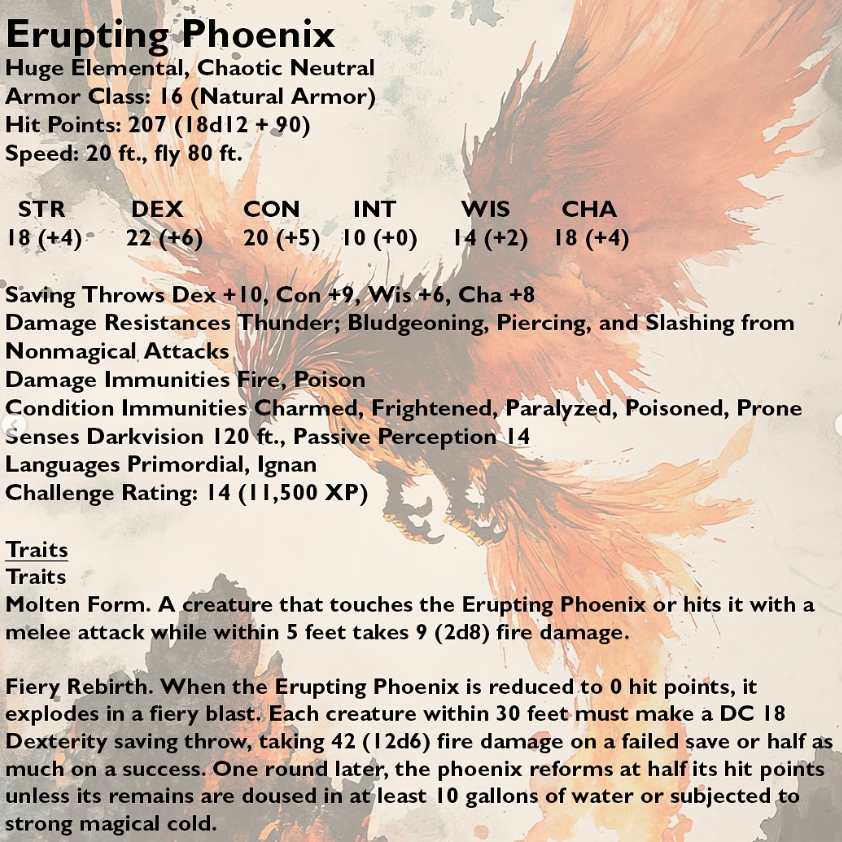 Erupting Phoenix
Huge Elemental, Chaotic Neutral
Armor Class: 16 (Natural Armor)
Hit Points: 207 (18d12 + 90)
Speed: 20 ft., fly 80 ft.
STR DEX CON INT WIS CHA
18 (+4) 22 (+6) 20 (+5) 10 (+0) 14 (+2) 18 (+4)
Saving Throws Dex +10, Con +9, Wis +6, Cha +8
Damage Resistances Thunder; Bludgeoning, Piercing, and Slashing from
Nonmagical Attacks
Damage Immunities Fire, Poison
Condition Immunities Charmed, Frightened, Paralyzed, Poisoned, Prone
Senses Darkvision 120 ft., Passive Perception 14
Languages Primordial, Ignan
Challenge Rating: 14 (11,500 XP)
Traits
Traits
Molten Form. A creature that touches the Erupting Phoenix or hits it with a
melee attack while within 5 feet takes 9 (2d8) fire damage.
Fiery Rebirth. When the Erupting Phoenix is reduced to 0 hit points, it
explodes in a fiery blast. Each creature within 30 feet must make a DC 18
Dexterity saving throw, taking 42 (12d6) fire damage on a failed save or half as
much on a success. One round later, the phoenix reforms at half its hit points
unless its remains are doused in at least 10 gallons of water or subjected to
strong magical cold.